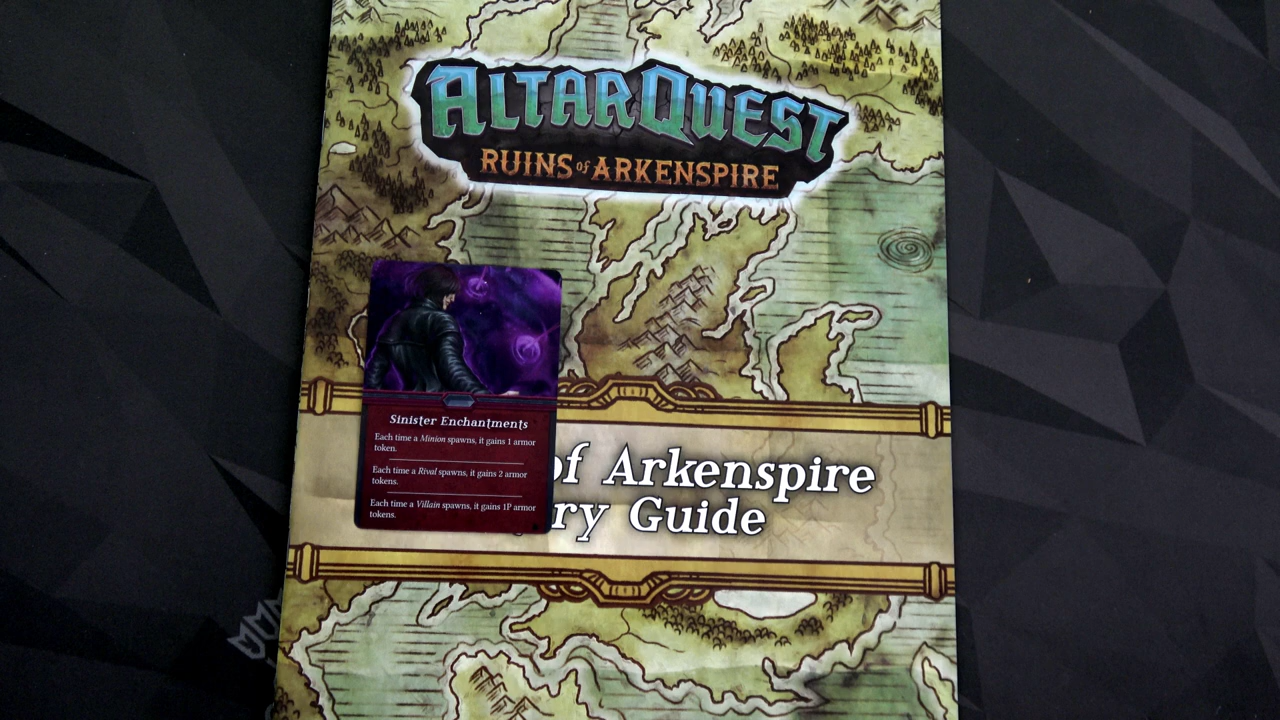 ALTARQUEST
RUINS of ARKENSPIRE
Sinister Enchantments
Each time a Minion spawns, it gains 1 armor
token.
Each time a Rival spawns, it gains 2 armor
tokens.
Each time a Villain spawns, it gains 1P armor
tokens.
of Arkenspire
Guide